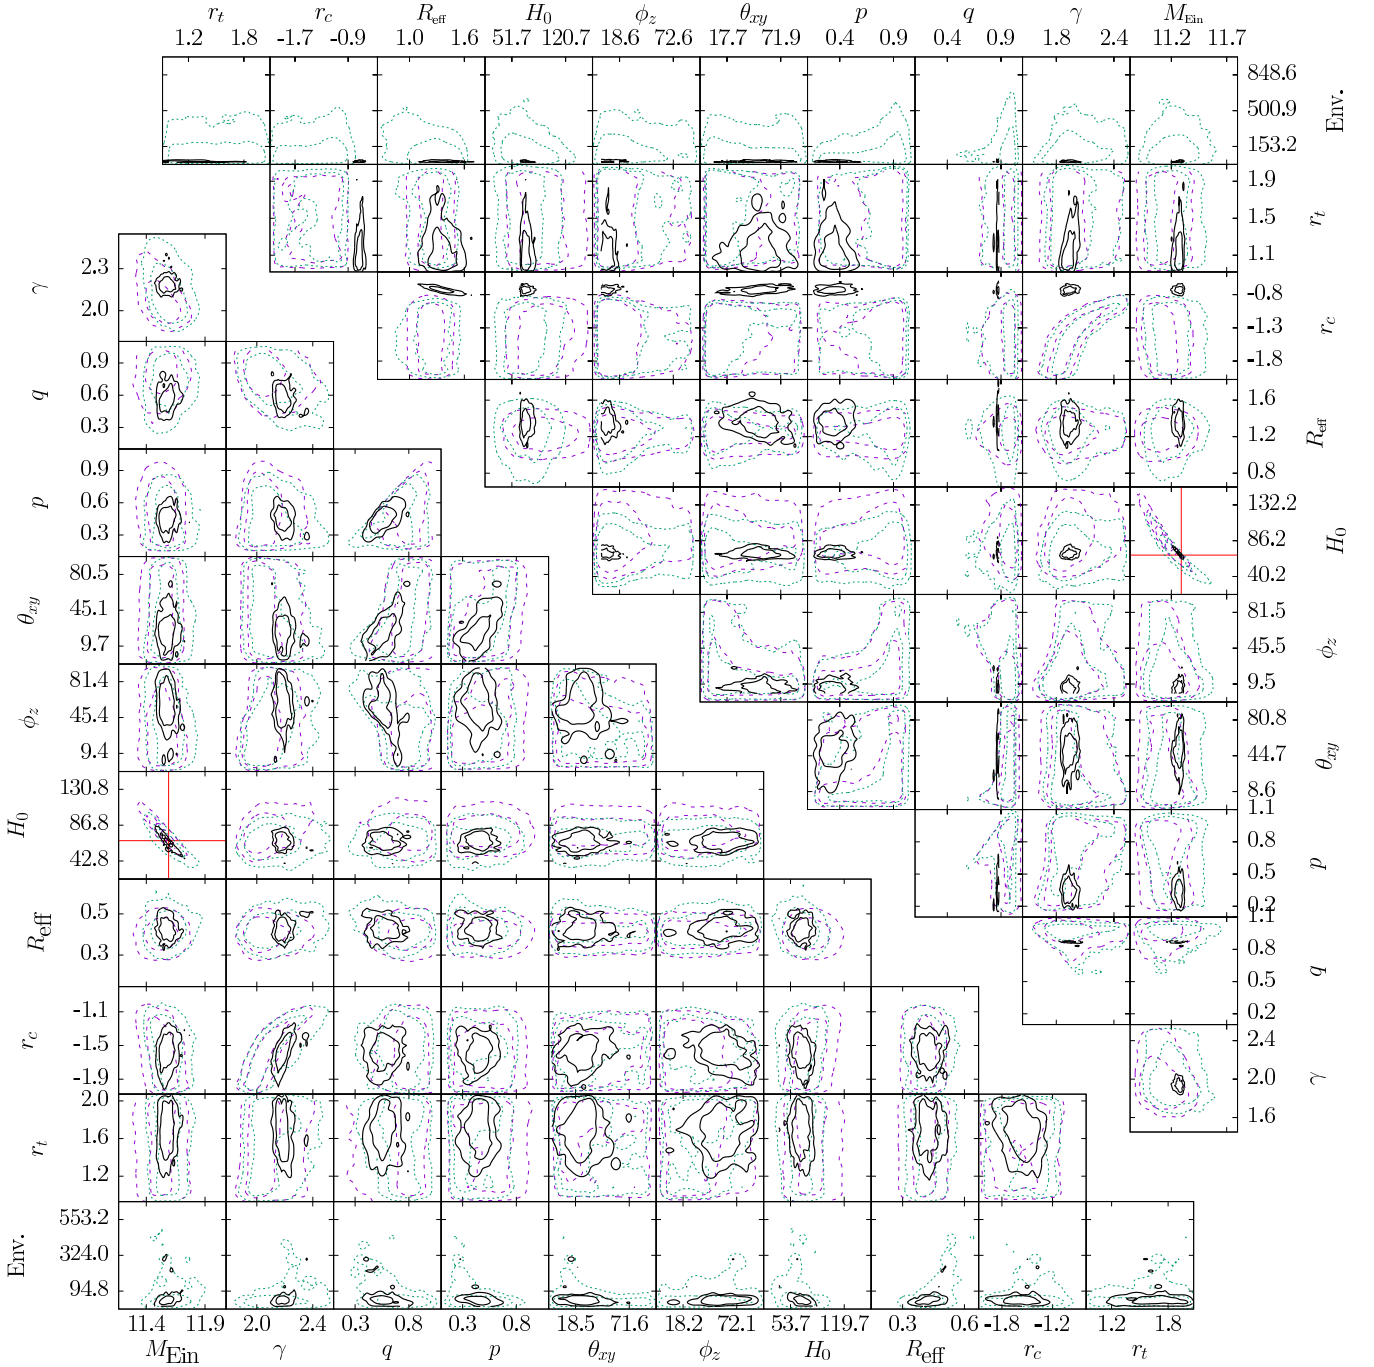 r_t r_c R_eff H_0 ϕ_z θ_xy p q γ M_Ein
1.2 1.8 -1.7 -0.9 1.0 1.6 51.7 120.7 18.6 72.6 17.7 71.9 0.4 0.9 0.4 0.9 1.8 2.4 11.2 11.7
848.6
500.9
153.2
Env.
1.9
1.5
1.1
r_t
2.3
2.0
γ
-0.8
-1.3
-1.8
r_c
0.9
0.6
0.3
q
1.6
1.2
0.8
R_eff
0.9
0.6
0.3
p
132.2
86.2
40.2
H_0
80.5
45.1
9.7
θ_xy
81.5
45.5
9.5
ϕ_z
81.4
45.4
9.4
ϕ_z
80.8
44.7
8.6
1.1
θ_xy
130.8
86.8
42.8
H_0
0.8
0.5
0.2
p
0.5
0.3
R_eff
1.1
0.8
0.5
0.2
q
-1.1
-1.5
-1.9
r_c
2.4
2.0
1.6
γ
2.0
1.6
1.2
r_t
553.2
324.0
94.8
Env.
11.4 11.9 2.0 2.4 0.3 0.8 0.3 0.8 18.5 71.6 18.2 72.1 53.7 119.7 0.3 0.6 -1.8 -1.2 1.2 1.8
M_Ein γ q p θ_xy ϕ_z H_0 R_eff r_c r_t